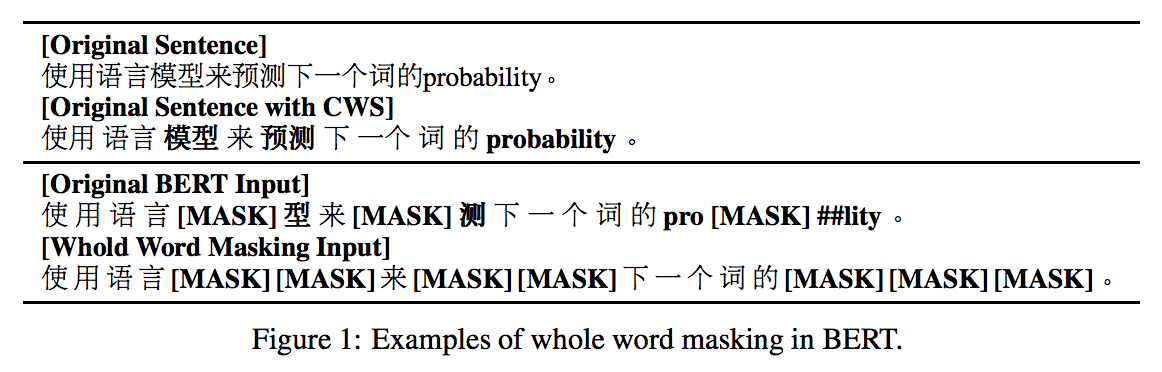 [Original Sentence]
使用语言模型来预测下一个词的probability。
[Original Sentence with CWS]
使用 语言 模型 来 预测 下 一个 词 的 probability 。
[Original BERT Input]
使 用 语 言 [MASK] 型 来 [MASK] 测 下 一 个 词 的 pro [MASK] ##lity 。
[Whold Word Masking Input]
使 用 语 言 [MASK] [MASK] 来 [MASK] [MASK] 下 一 个 词 的 [MASK] [MASK] [MASK] 。
Figure 1: Examples of whole word masking in BERT.